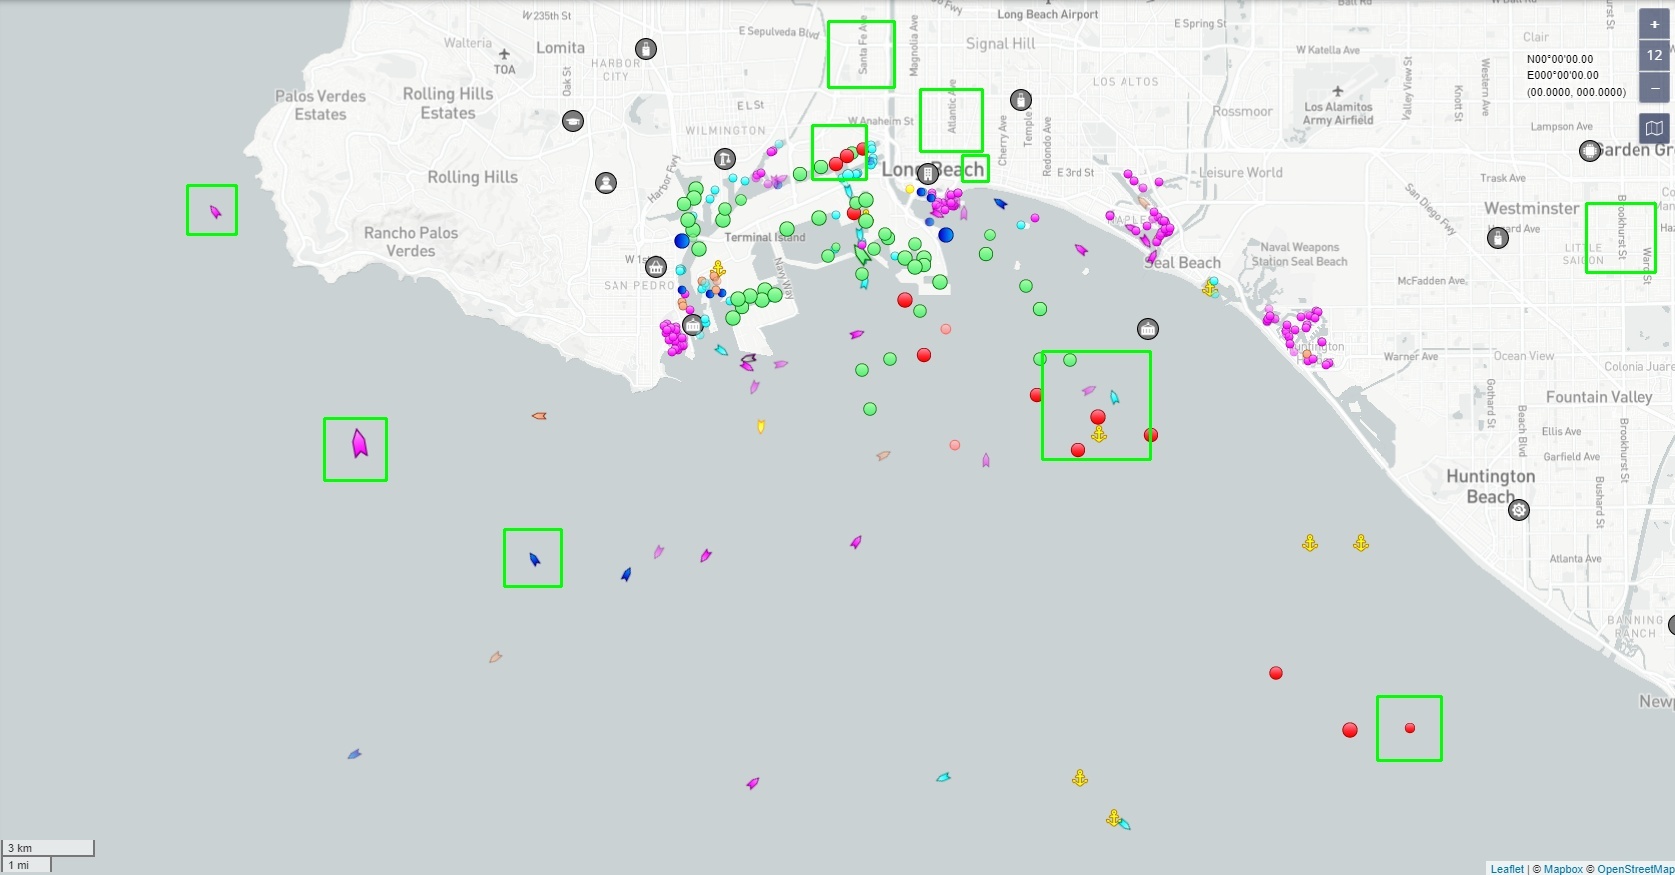 W 235th St
Walteria
TOA
Lomita
Oak St
HARBOR
CITY
E Sepulveda Blvd
Santa Fe Ave
Magnolia Ave
Long Beach Airport
Signal Hill
E Spring St
Ball Rd
W Katella Ave
Clair
N00°00'00.00
E000°00'00.00
(00.0000, 000.0000)
+
12
−
Palos Verdes
Estates
Rolling Hills
Estates
E L St
WILMINGTON
W Anaheim St
Atlantic Ave
Cherry Ave
Temple
Redondo Ave
LOS ALTOS
Rossmoor
Los Alamitos
Army Airfield
Valley View St
Knott St
Western Ave
Lampson Ave
Garden Gr
Rolling Hills
Harbor Fwy
Long Beach
E 3rd St
Leisure World
Trask Ave
San Diego Fwy
Westminster
Hazard Ave
Brookhurst St
Ward St
LITTLE
SAIGON
Rancho Palos
Verdes
Terminal Island
Navy Way
W 1st
SAN PEDRO
NAPLES
Seal Beach
Naval Weapons
Station Seal Beach
McFadden Ave
Huntington
Warner Ave
Ocean View
Colonia Juare
Gothard St
Fountain Valley
Beach Blvd
Ellis Ave
Garfield Ave
Brookhurst St
Bushard St
Huntington
Beach
Atlanta Ave
BANNING
RANCH
Newp
3 km
1 mi
Leaflet | © Mapbox © OpenStreetMap